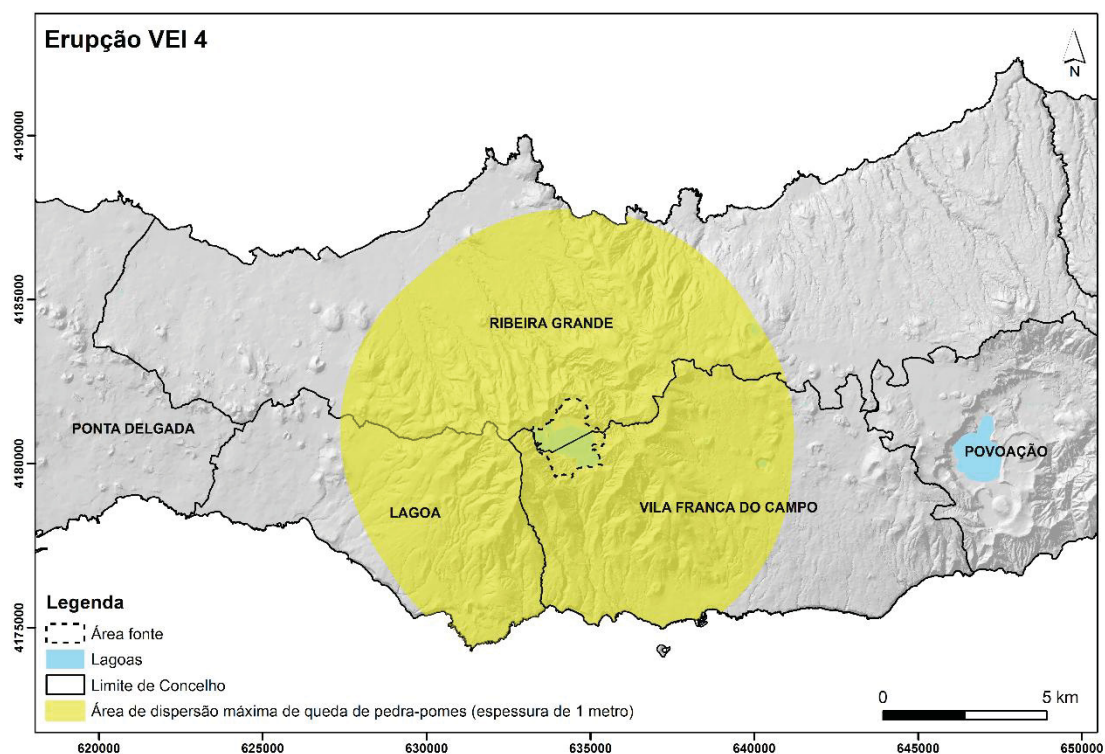 Erupção VEI 4
N
4190000
4185000
4180000
4175000
RIBEIRA GRANDE
PONTA DELGADA
POVOAÇÃO
LAGOA
VILA FRANCA DO CAMPO
Legenda
Área fonte
Lagoas
Limite de Concelho
Área de dispersão máxima de queda de pedra-pomes (espessura de 1 metro)
0 5 km
620000 625000 630000 635000 640000 645000 650000